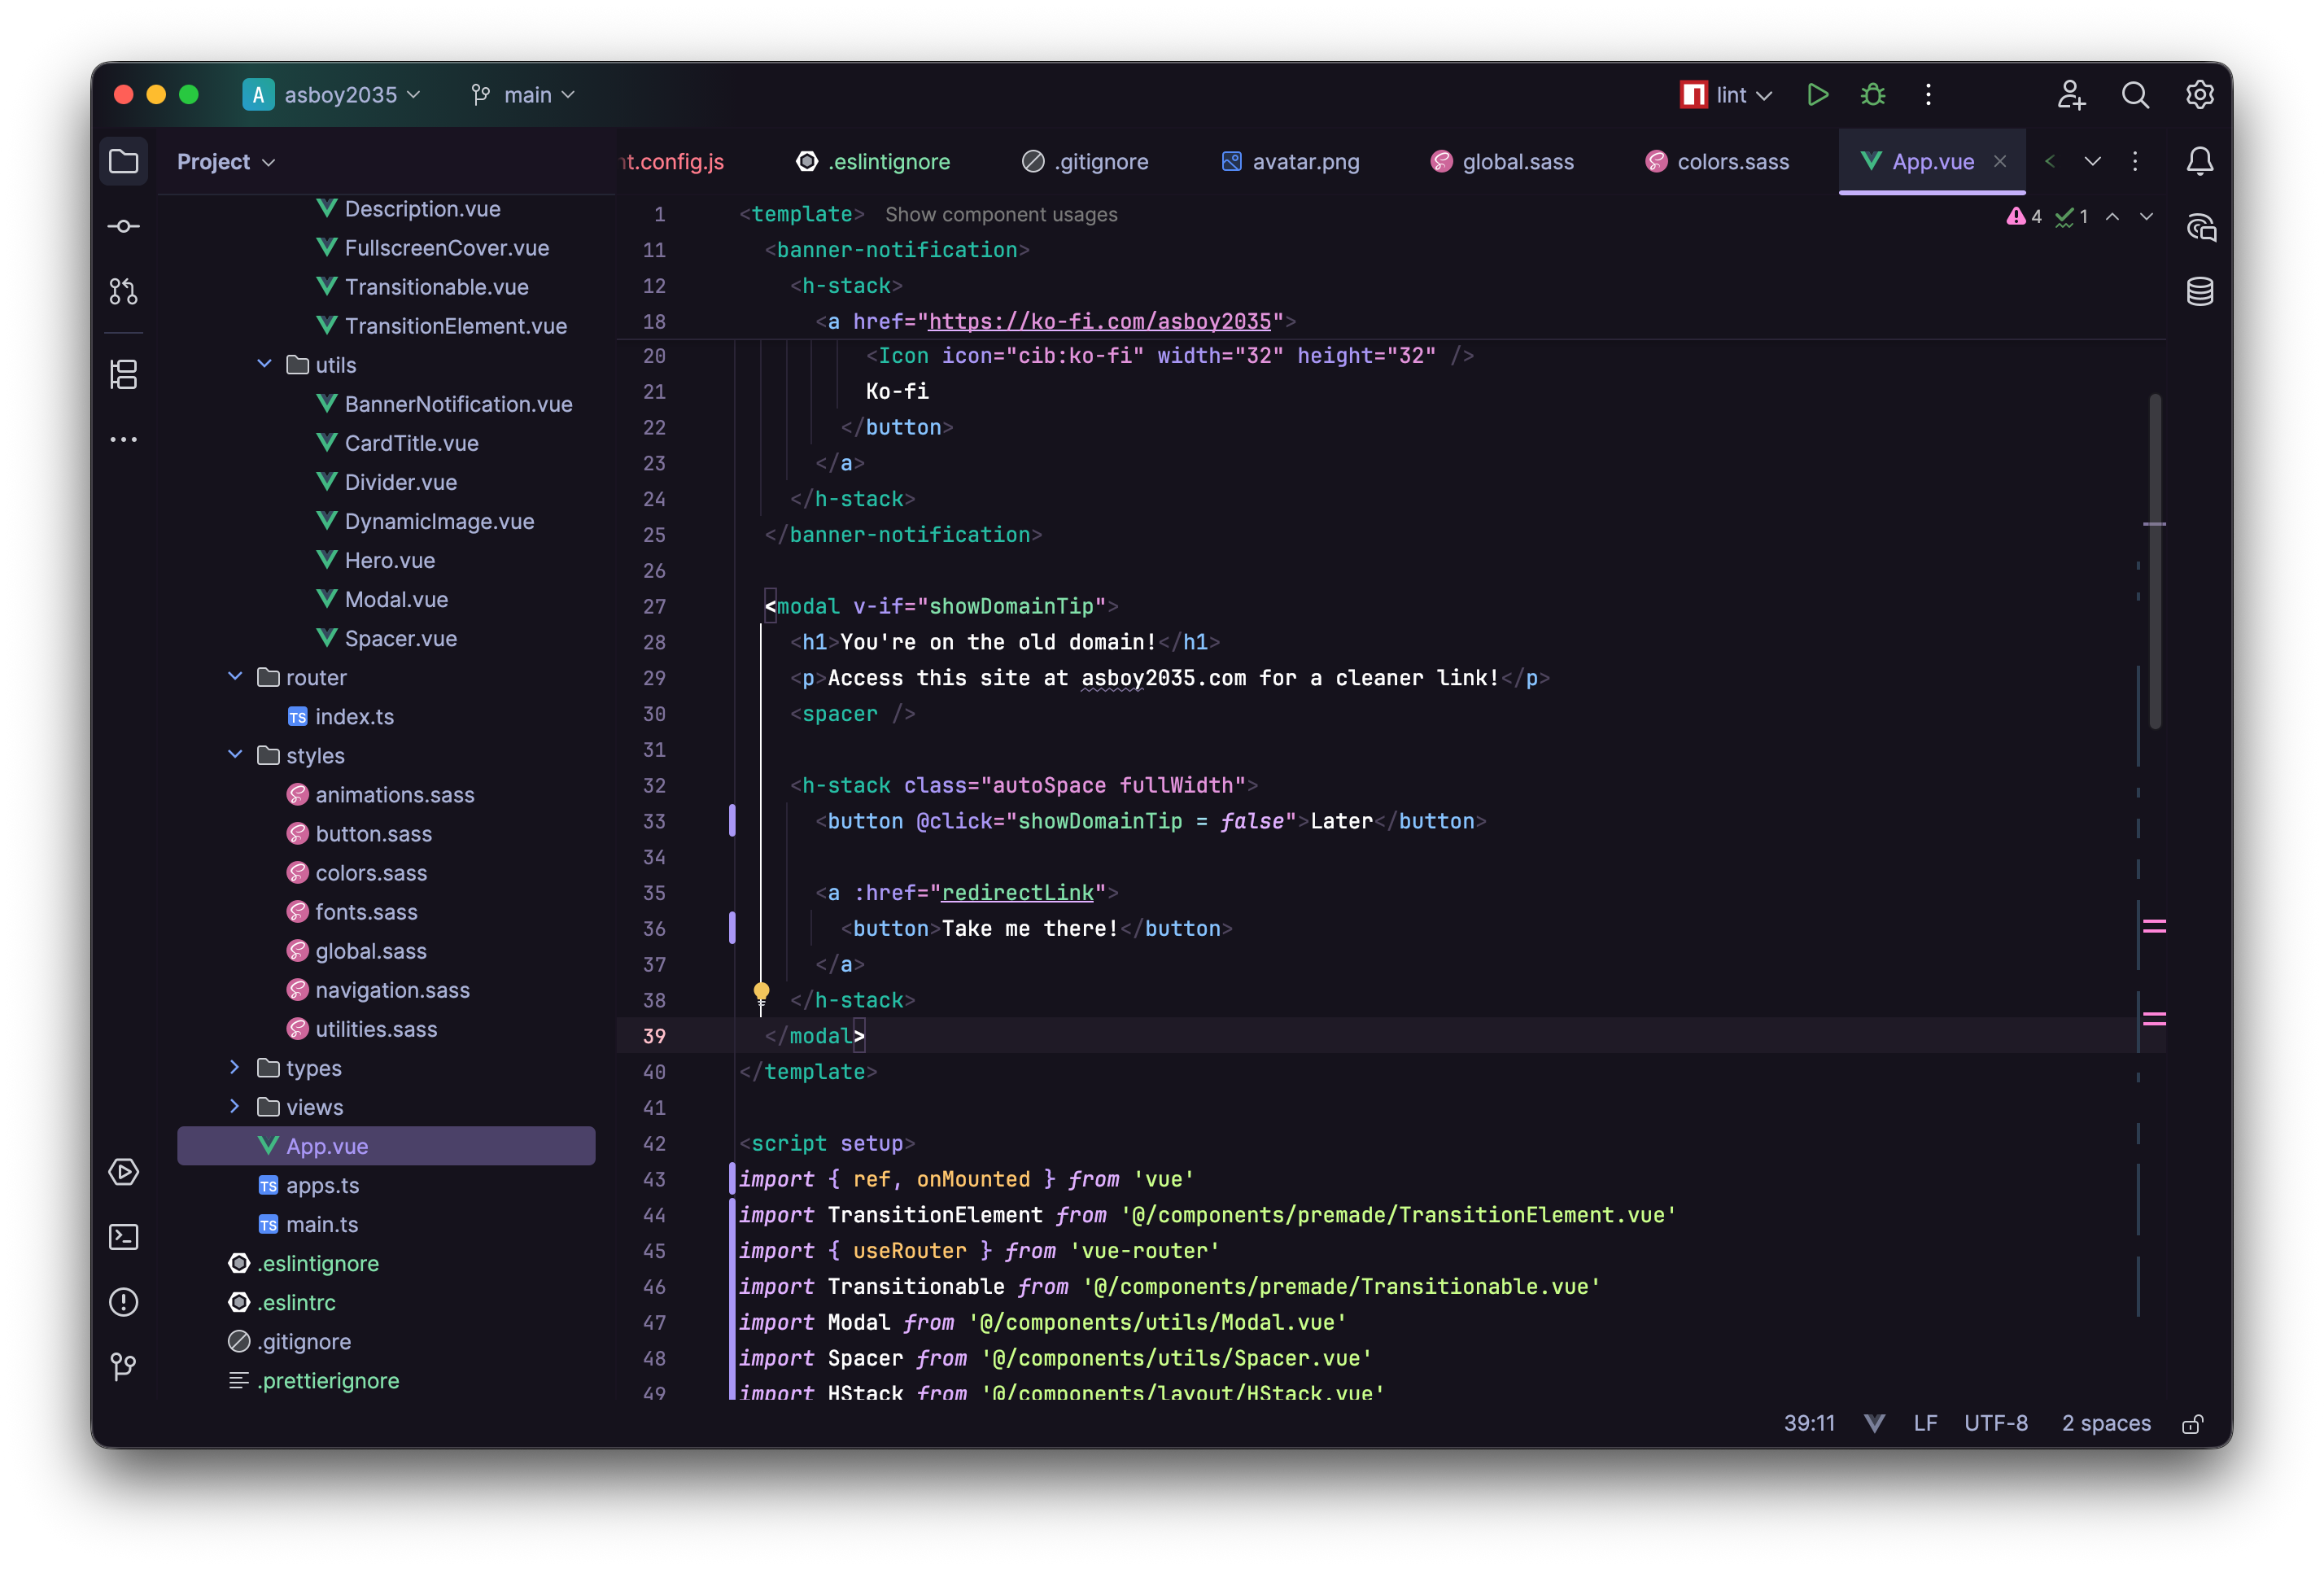 A asboy2035 main lint
Project
nt.config.js .eslintignore .gitignore avatar.png global.sass colors.sass App.vue
Description.vue
FullscreenCover.vue
Transitionable.vue
TransitionElement.vue
utils
BannerNotification.vue
CardTitle.vue
Divider.vue
DynamicImage.vue
Hero.vue
Modal.vue
Spacer.vue
router
TS index.ts
styles
animations.sass
button.sass
colors.sass
fonts.sass
global.sass
navigation.sass
utilities.sass
types
views
App.vue
TS apps.ts
TS main.ts
.eslintignore
.eslintrc
.gitignore
.prettierignore
1 <template> Show component usages
4 1
11 <banner-notification>
12 <h-stack>
18 <a href="https://ko-fi.com/asboy2035">
20 <Icon icon="cib:ko-fi" width="32" height="32" />
21 Ko-fi
22 </button>
23 </a>
24 </h-stack>
25 </banner-notification>
26
27 <modal v-if="showDomainTip">
28 <h1>You're on the old domain!</h1>
29 <p>Access this site at asboy2035.com for a cleaner link!</p>
30 <spacer />
31
32 <h-stack class="autoSpace fullWidth">
33 <button @click="showDomainTip = false">Later</button>
34
35 <a :href="redirectLink">
36 <button>Take me there!</button>
37 </a>
38 </h-stack>
39 </modal>
40 </template>
41
42 <script setup>
43 import { ref, onMounted } from 'vue'
44 import TransitionElement from '@/components/premade/TransitionElement.vue'
45 import { useRouter } from 'vue-router'
46 import Transitionable from '@/components/premade/Transitionable.vue'
47 import Modal from '@/components/utils/Modal.vue'
48 import Spacer from '@/components/utils/Spacer.vue'
49 import HStack from '@/components/layout/HStack.vue'
39:11 LF UTF-8 2 spaces